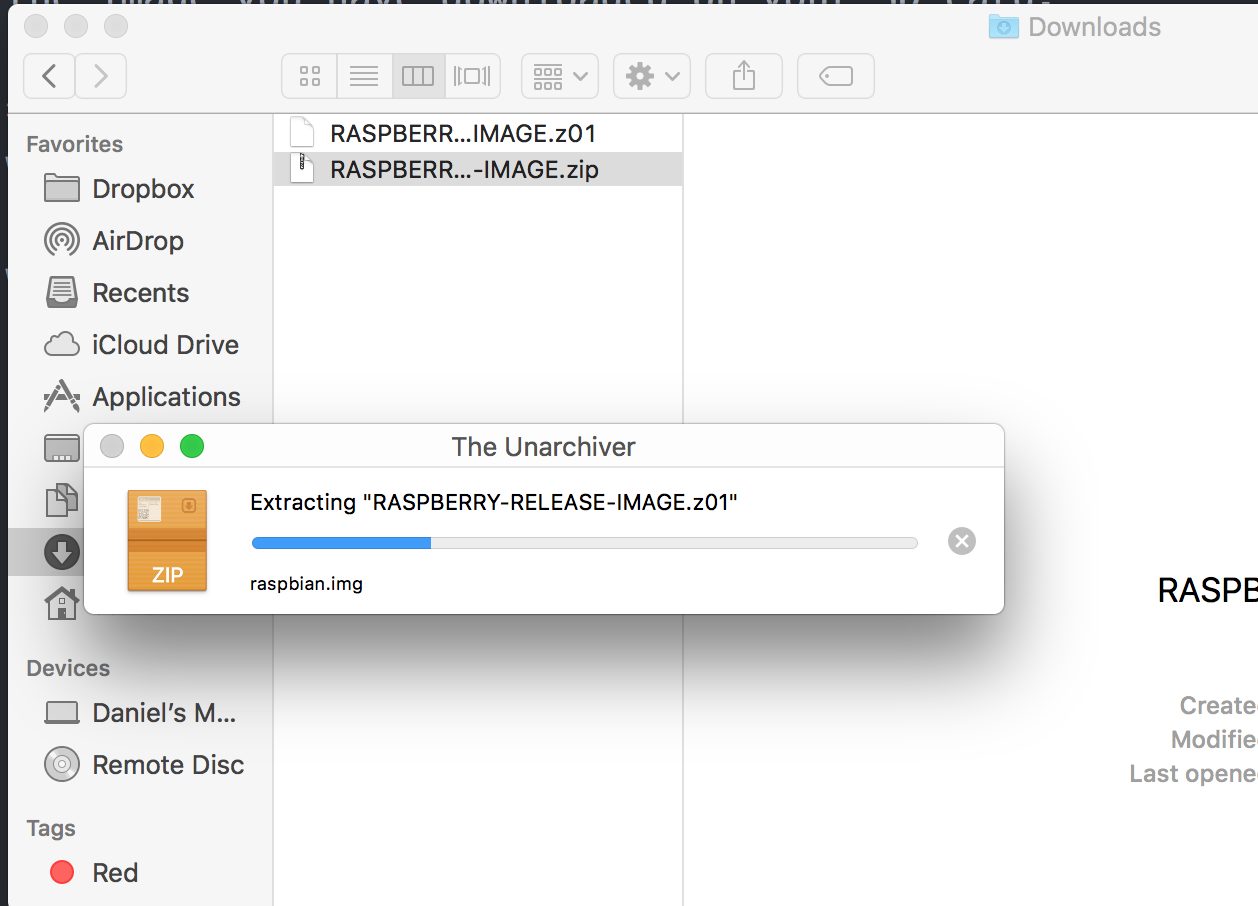 Downloads
Favorites
RASPBERR...IMAGE.z01
RASPBERR...-IMAGE.zip
Dropbox
AirDrop
Recents
iCloud Drive
Applications
The Unarchiver
Extracting "RASPBERRY-RELEASE-IMAGE.z01"
ZIP
raspbian.img
RASPB
Devices
Daniel’s M...
Create
Modifie
Remote Disc
Last opene
Tags
Red